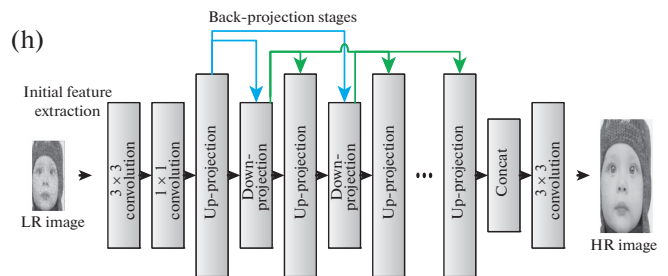 (h)
Back-projection stages
Initial feature
extraction
LR image
3 × 3
convolution
1 × 1
convolution
Up-projection
Down-
projection
Up-projection
Down-
projection
Up-projection
...
Up-projection
Concat
3 × 3
convolution
HR image